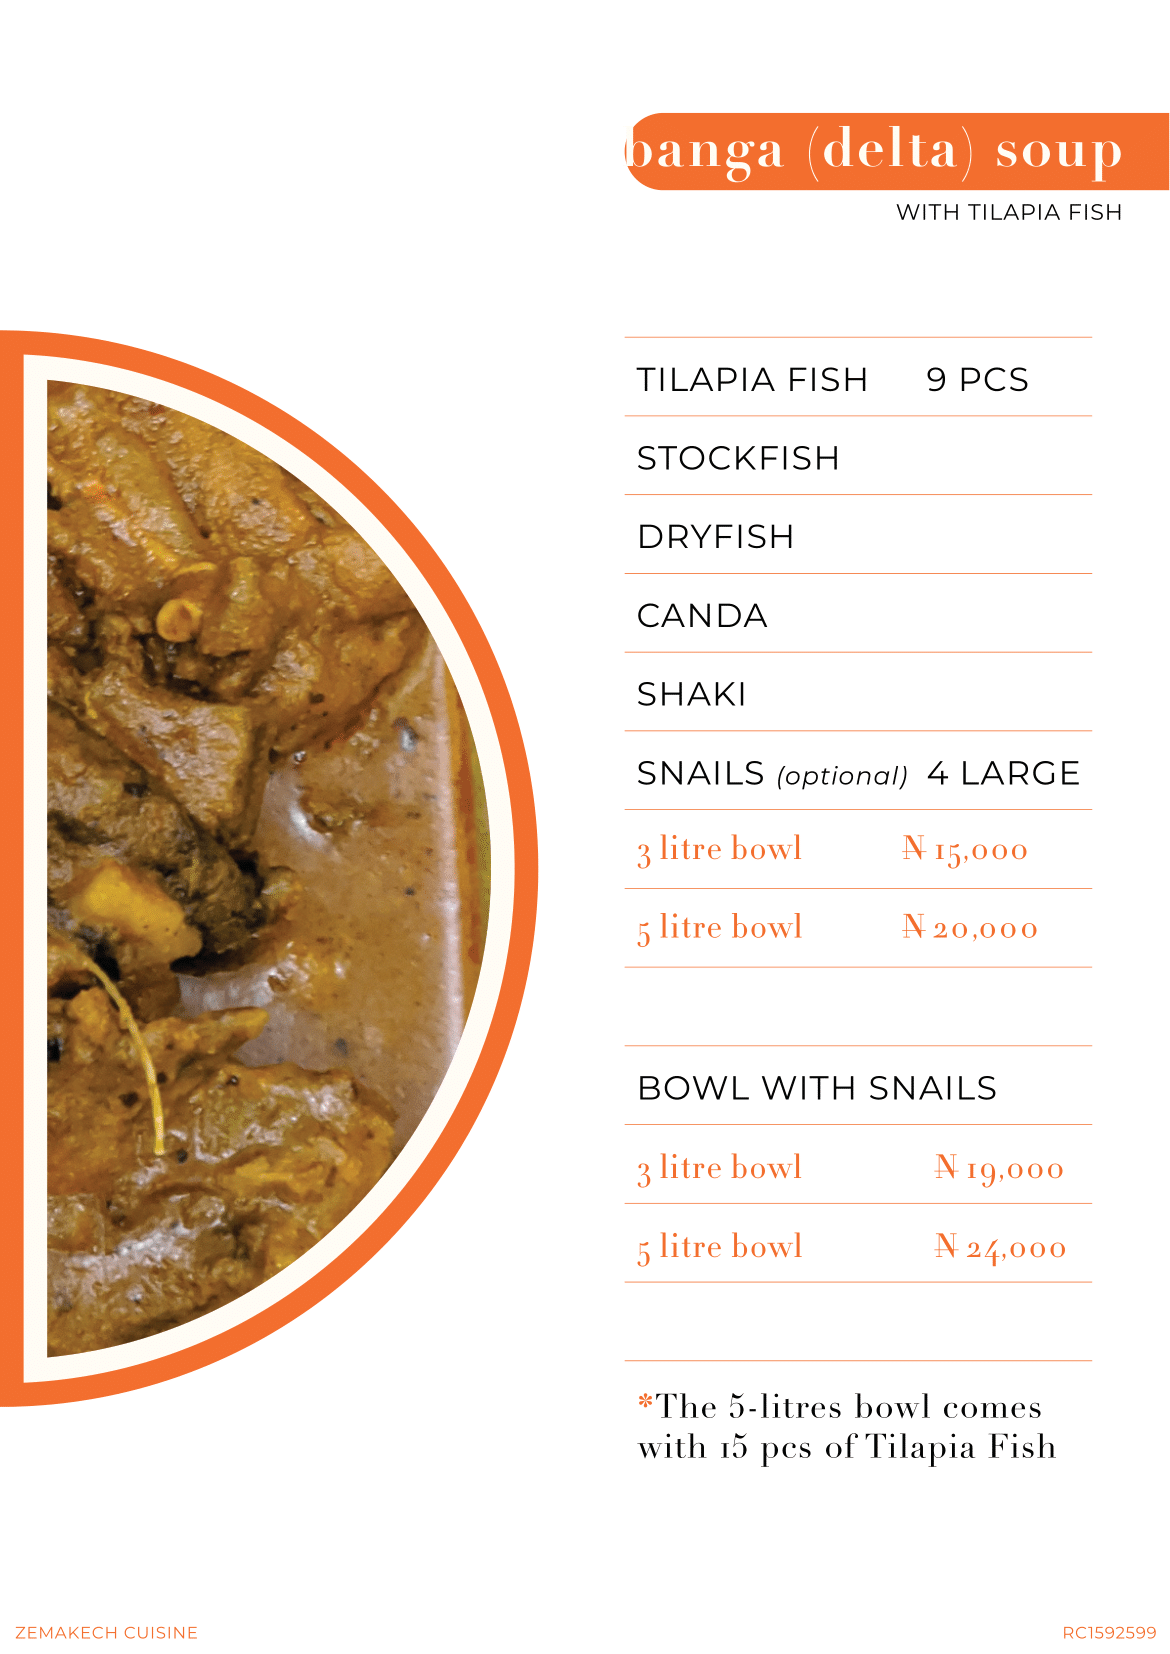 banga (delta) soup
WITH TILAPIA FISH
TILAPIA FISH 9 PCS
STOCKFISH
DRYFISH
CANDA
SHAKI
SNAILS (optional) 4 LARGE
3 litre bowl ₦ 15,000
5 litre bowl ₦ 20,000
BOWL WITH SNAILS
3 litre bowl ₦ 19,000
5 litre bowl ₦ 24,000
*The 5-litres bowl comes
with 15 pcs of Tilapia Fish
ZEMAKECH CUISINE RC1592599